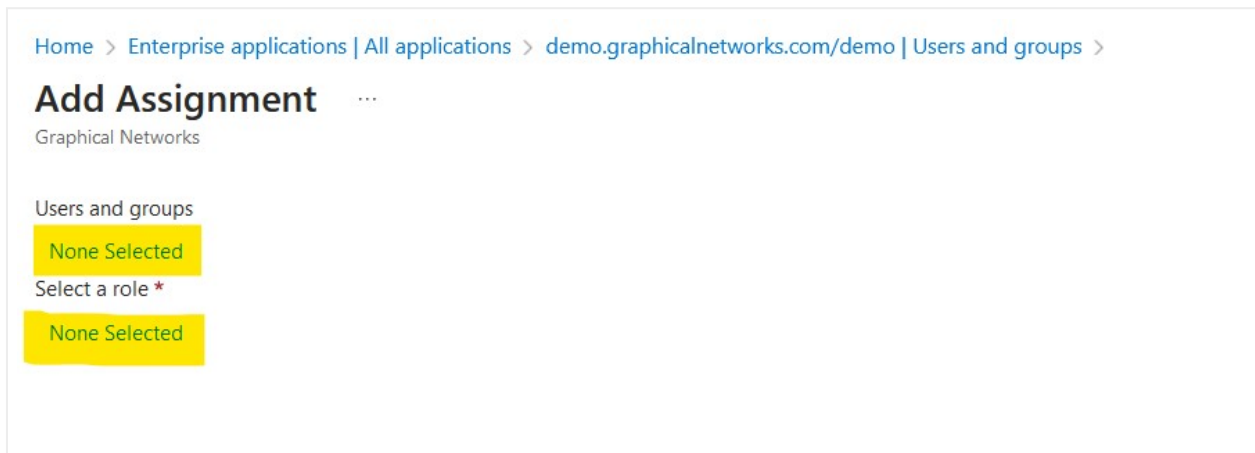 Home > Enterprise applications | All applications > demo.graphicalnetworks.com/demo | Users and groups >
Add Assignment ...
Graphical Networks
Users and groups
None Selected
Select a role *
None Selected